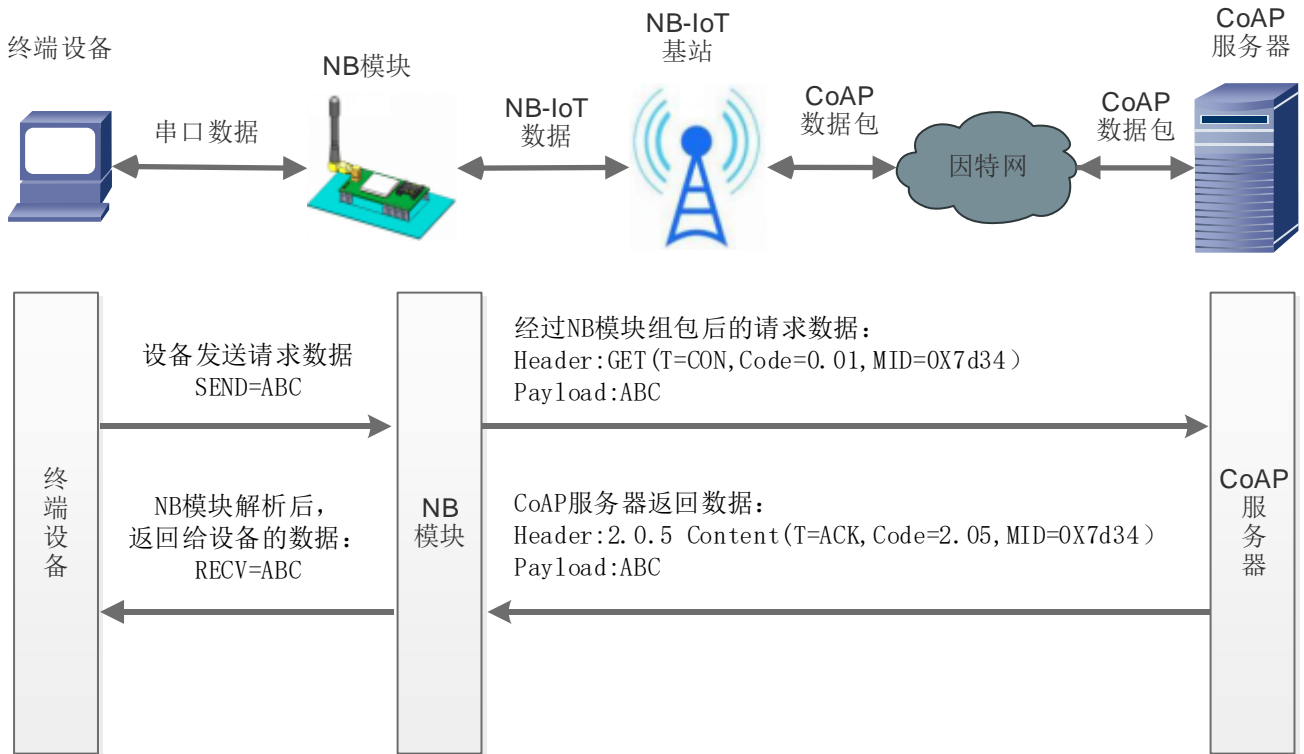 终端设备
NB模块
NB-IoT
基站
CoAP
服务器
串口数据
NB-IoT
数据
CoAP
数据包
因特网
CoAP
数据包
设备发送请求数据
SEND=ABC
经过NB模块组包后的请求数据：
Header:GET(T=CON,Code=0.01,MID=0X7d34）
Payload:ABC
终端设备
NB模块解析后，
返回给设备的数据：
RECV=ABC
NB
模块
CoAP服务器返回数据：
Header:2.0.5 Content(T=ACK,Code=2.05,MID=0X7d34）
Payload:ABC
CoAP
服务器